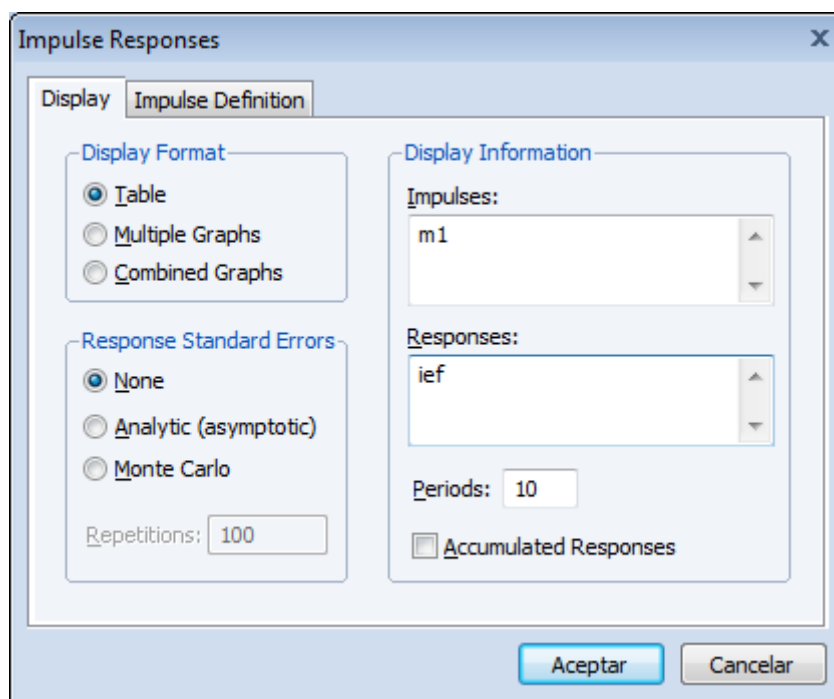 Impulse Responses
Display
Impulse Definition
Display Format
Table
Multiple Graphs
Combined Graphs
Response Standard Errors
None
Analytic (asymptotic)
Monte Carlo
Repetitions: 100
Display Information
Impulses:
m1
Responses:
ief
Periods: 10
Accumulated Responses
Aceptar
Cancelar